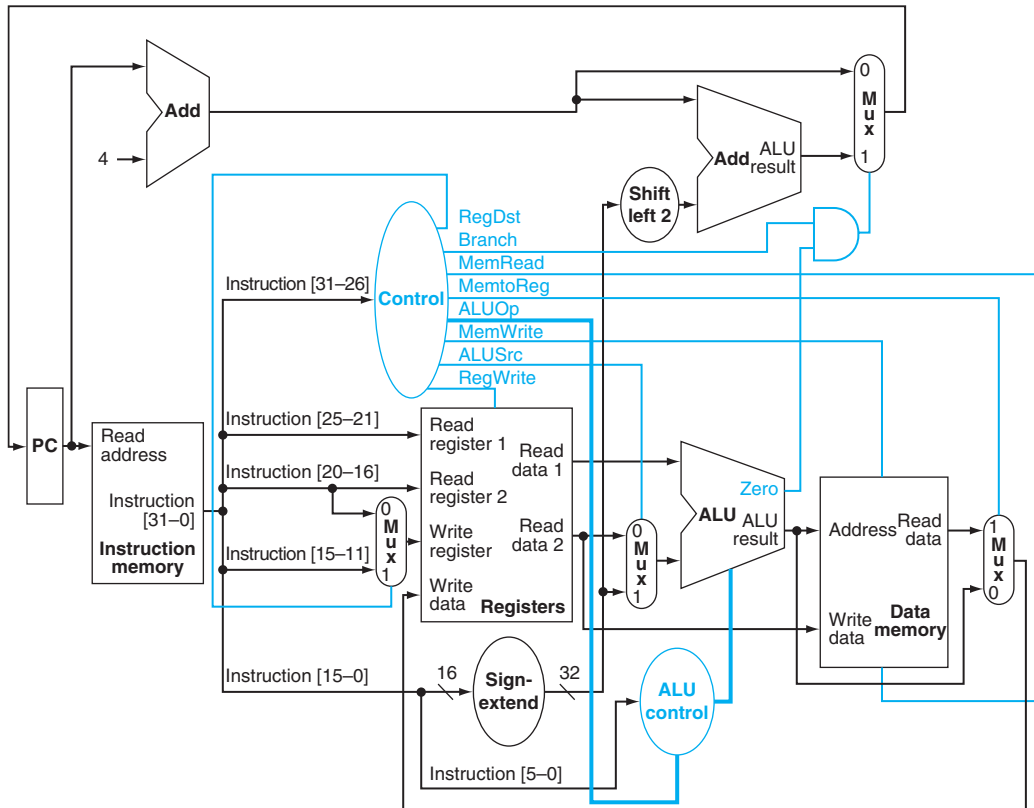 Add
4
0
Mux
1
Add
ALU
result
Shift
left 2
RegDst
Branch
MemRead
MemtoReg
ALUOp
MemWrite
ALUSrc
RegWrite
Control
Instruction [31–26]
PC
Read
address
Instruction
[31–0]
Instruction
memory
Instruction [25–21]
Instruction [20–16]
Instruction [15–11]
0
Mux
1
Read
register 1
Read
register 2
Write
register
Write
data
Read
data 1
Read
data 2
Registers
0
Mux
1
Zero
ALU
ALU
result
Address
Read
data
Write
data
Data
memory
1
Mux
0
Instruction [15–0]
16
Sign-
extend
32
ALU
control
Instruction [5–0]